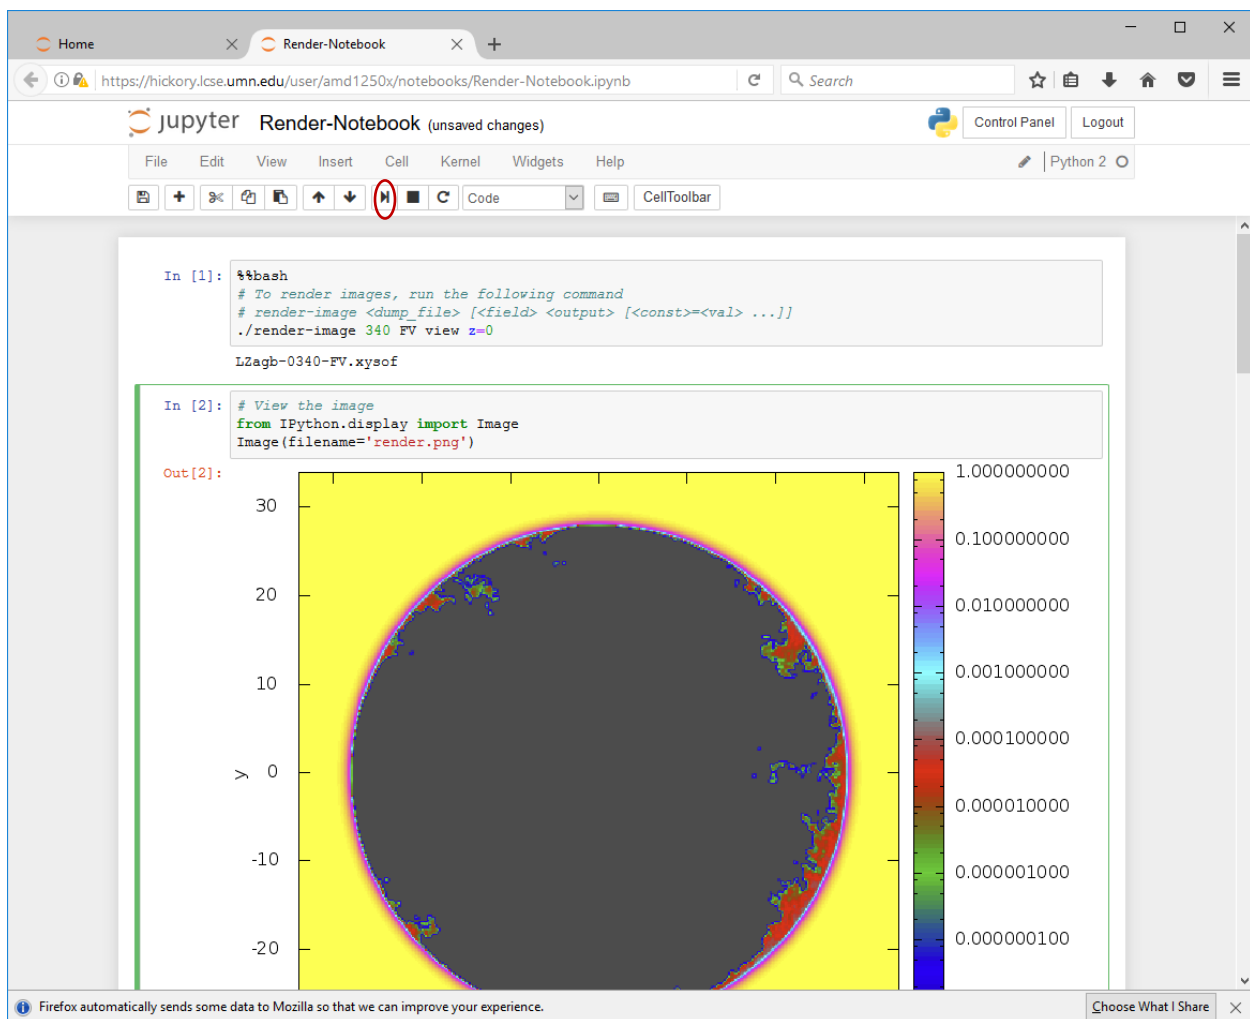 Home
Render-Notebook
https://hickory.lcse.umn.edu/user/amd1250x/notebooks/Render-Notebook.ipynb
Search
jupyter Render-Notebook (unsaved changes)
Control Panel
Logout
File Edit View Insert Cell Kernel Widgets Help
Python 2
Code
CellToolbar
In [1]: %%bash
# To render images, run the following command
# render-image <dump_file> [<field> <output> [<const>=<val> ...]]
./render-image 340 FV view z=0
LZagb-0340-FV.xysof
In [2]: # View the image
from IPython.display import Image
Image(filename='render.png')
Out[2]:
30
20
10
y 0
-10
-20
1.000000000
0.100000000
0.010000000
0.001000000
0.000100000
0.000010000
0.000001000
0.000000100
Firefox automatically sends some data to Mozilla so that we can improve your experience.
Choose What I Share